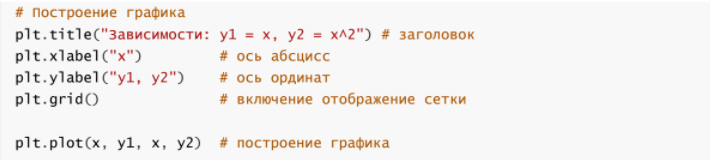 # Построение графика
plt.title("Зависимости: y1 = x, y2 = x^2") # заголовок
plt.xlabel("x")          # ось абсцисс
plt.ylabel("y1, y2")     # ось ординат
plt.grid()               # включение отображение сетки
plt.plot(x, y1, x, y2)  # построение графика